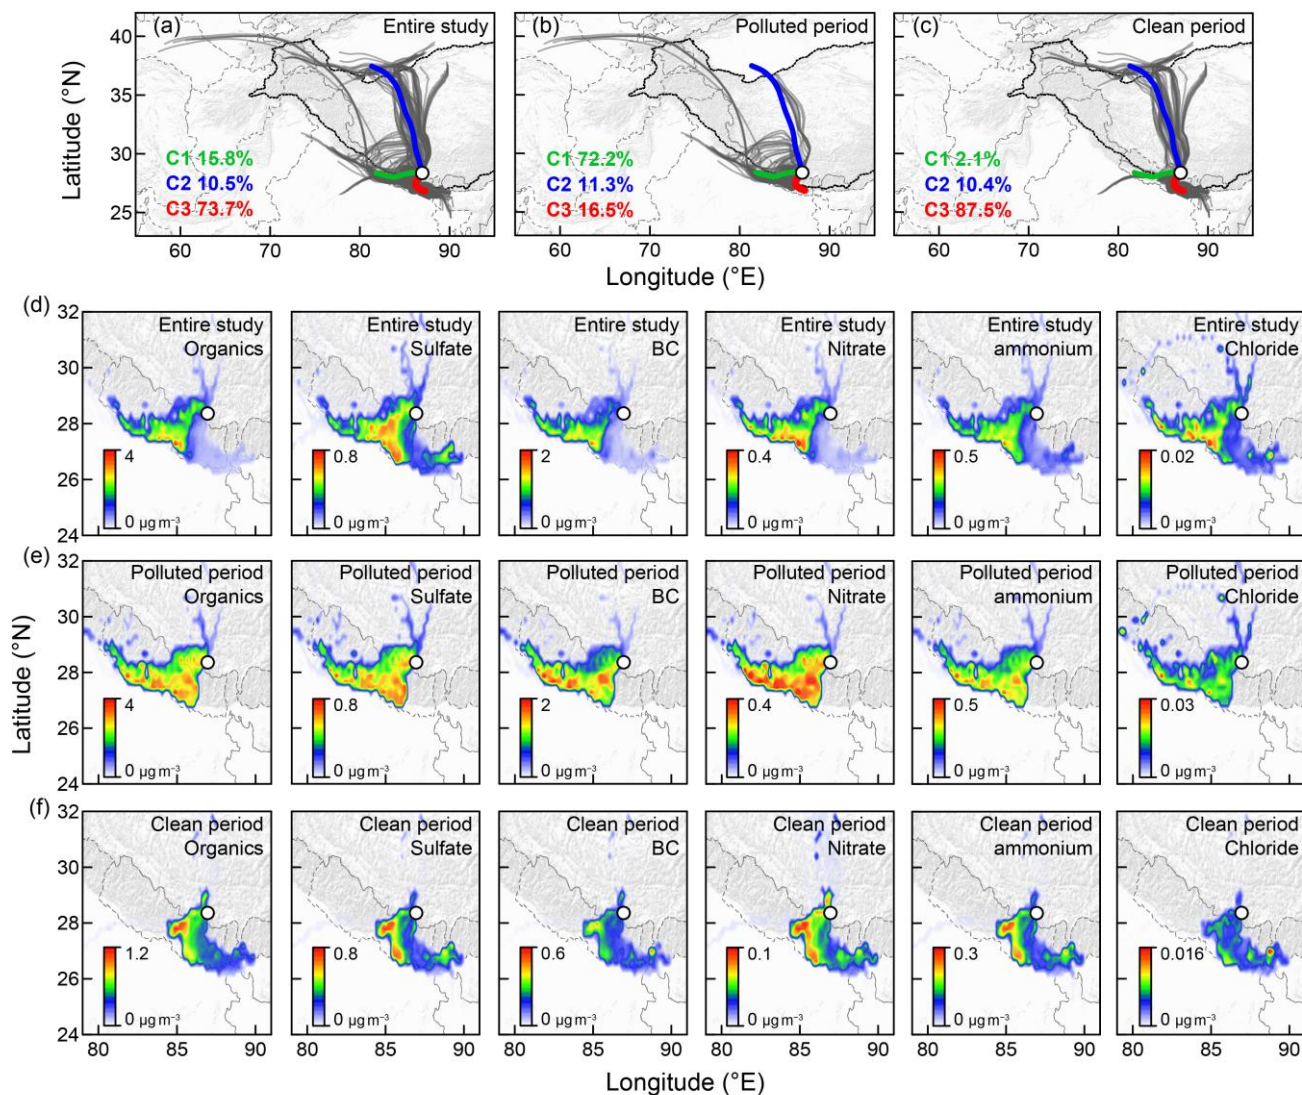 (a) Entire study
(b) Polluted period
(c) Clean period
40
35
30
25
Latitude (°N)
C1 15.8%
C2 10.5%
C3 73.7%
C1 72.2%
C2 11.3%
C3 16.5%
C1 2.1%
C2 10.4%
C3 87.5%
60 70 80 90
60 70 80 90
60 70 80 90
Longitude (°E)
(d)
32
30
28
26
24
Entire study
Organics
4
0 µg m⁻³
Entire study
Sulfate
0.8
0 µg m⁻³
Entire study
BC
2
0 µg m⁻³
Entire study
Nitrate
0.4
0 µg m⁻³
Entire study
ammonium
0.5
0 µg m⁻³
Entire study
Chloride
0.02
0 µg m⁻³
(e)
Latitude (°N)
32
30
28
26
24
Polluted period
Organics
4
0 µg m⁻³
Polluted period
Sulfate
0.8
0 µg m⁻³
Polluted period
BC
2
0 µg m⁻³
Polluted period
Nitrate
0.4
0 µg m⁻³
Polluted period
ammonium
0.5
0 µg m⁻³
Polluted period
Chloride
0.03
0 µg m⁻³
(f)
32
30
28
26
24
Clean period
Organics
1.2
0 µg m⁻³
Clean period
Sulfate
0.8
0 µg m⁻³
Clean period
BC
0.6
0 µg m⁻³
Clean period
Nitrate
0.1
0 µg m⁻³
Clean period
ammonium
0.3
0 µg m⁻³
Clean period
Chloride
0.016
0 µg m⁻³
80 85 90
80 85 90
80 85 90
80 85 90
80 85 90
80 85 90
Longitude (°E)